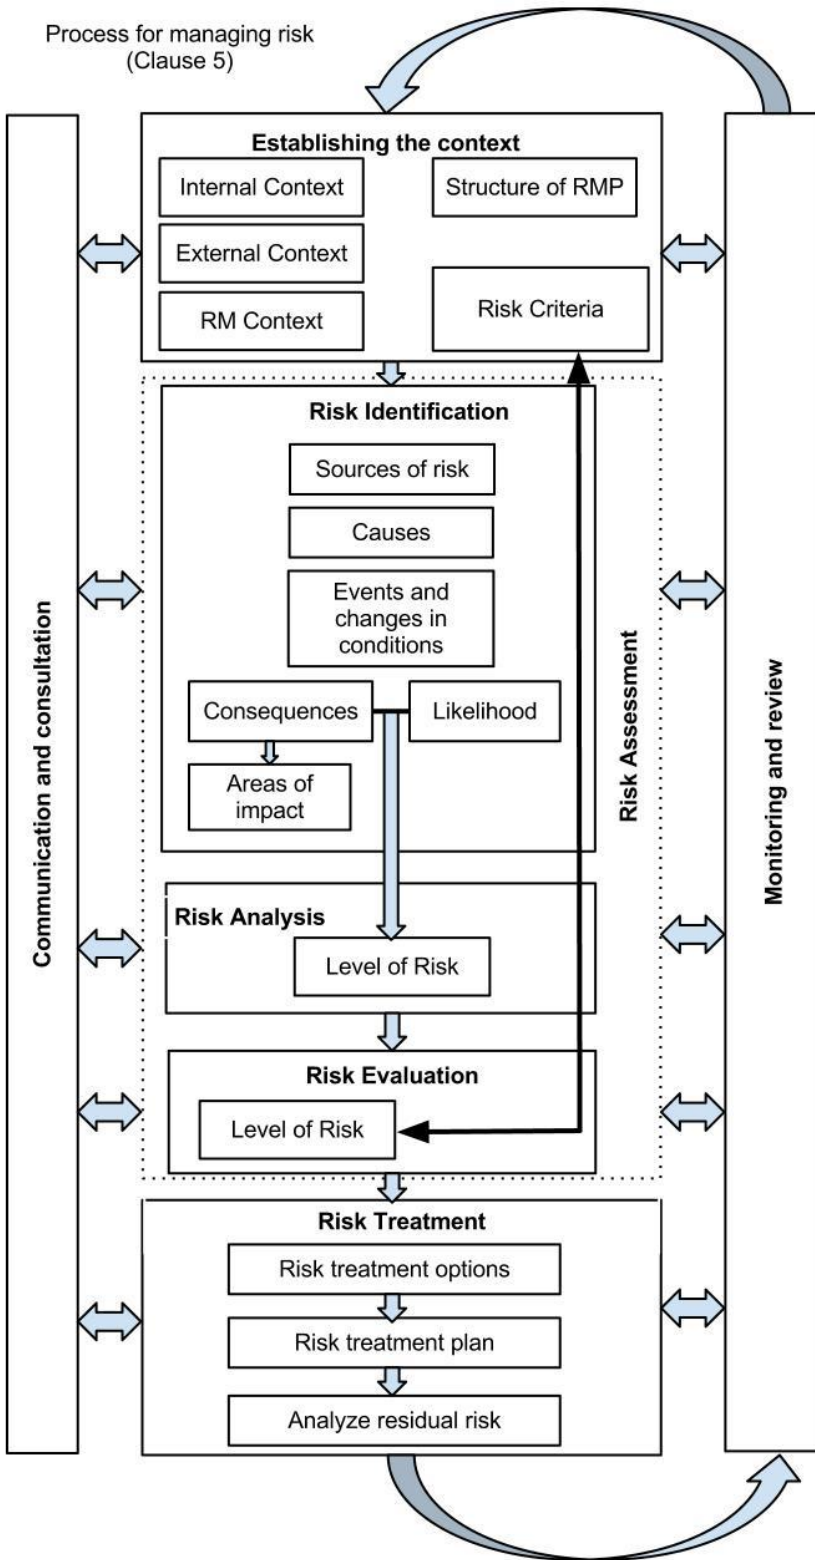 Process for managing risk
(Clause 5)
Communication and consultation
Establishing the context
Internal Context
Structure of RMP
External Context
RM Context
Risk Criteria
Risk Identification
Sources of risk
Causes
Events and
changes in
conditions
Consequences
Likelihood
Areas of
impact
Risk Assessment
Risk Analysis
Level of Risk
Risk Evaluation
Level of Risk
Risk Treatment
Risk treatment options
Risk treatment plan
Analyze residual risk
Monitoring and review